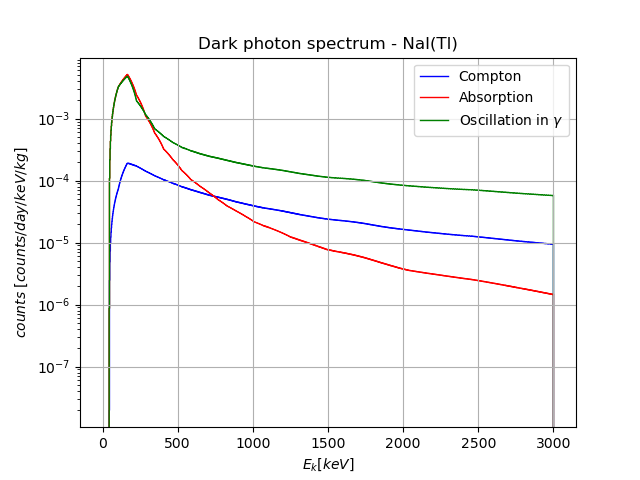 Dark photon spectrum - NaI(Tl)
Compton
Absorption
Oscillation in γ
counts [counts/day/keV/kg]
10⁻³
10⁻⁴
10⁻⁵
10⁻⁶
10⁻⁷
0 500 1000 1500 2000 2500 3000
E_k[keV]